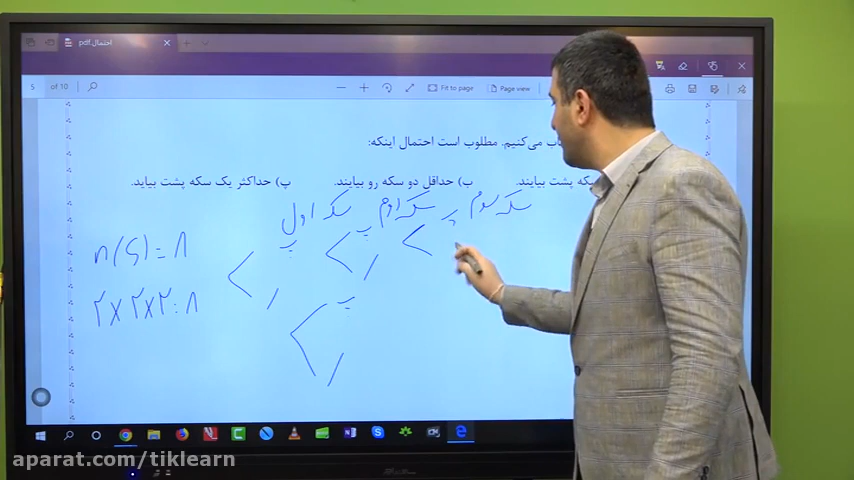 احتمال.pdf
5 of 10
Fit to page
Page view
اب می‌کنیم. مطلوب است احتمال اینکه:
سکه پشت بیایند. ب) حداقل دو سکه رو بیایند. پ) حداکثر یک سکه پشت بیاید.
سکه اول سکه دوم سکه سوم
n(S) = ۸
پ پ پ
ر ر
۲×۲×۲=۸
پ
ر
aparat.com/tiklearn